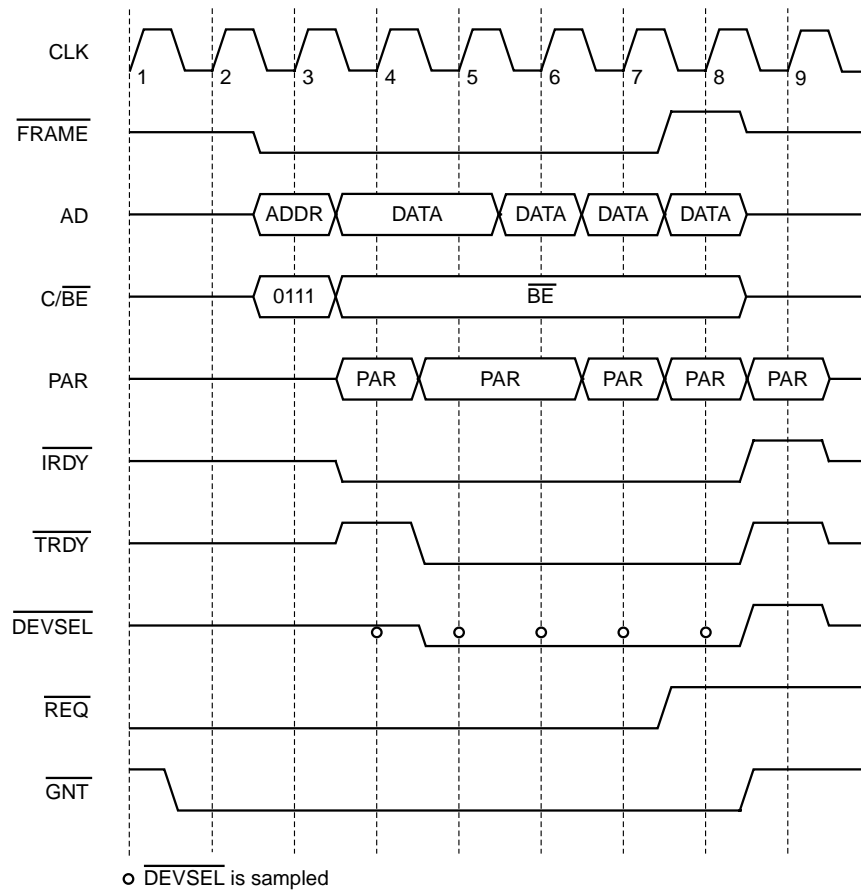 CLK
1 2 3 4 5 6 7 8 9
FRAME
AD ADDR DATA DATA DATA DATA
C/BE 0111 BE
PAR PAR PAR PAR PAR PAR
IRDY
TRDY
DEVSEL
REQ
GNT
DEVSEL is sampled